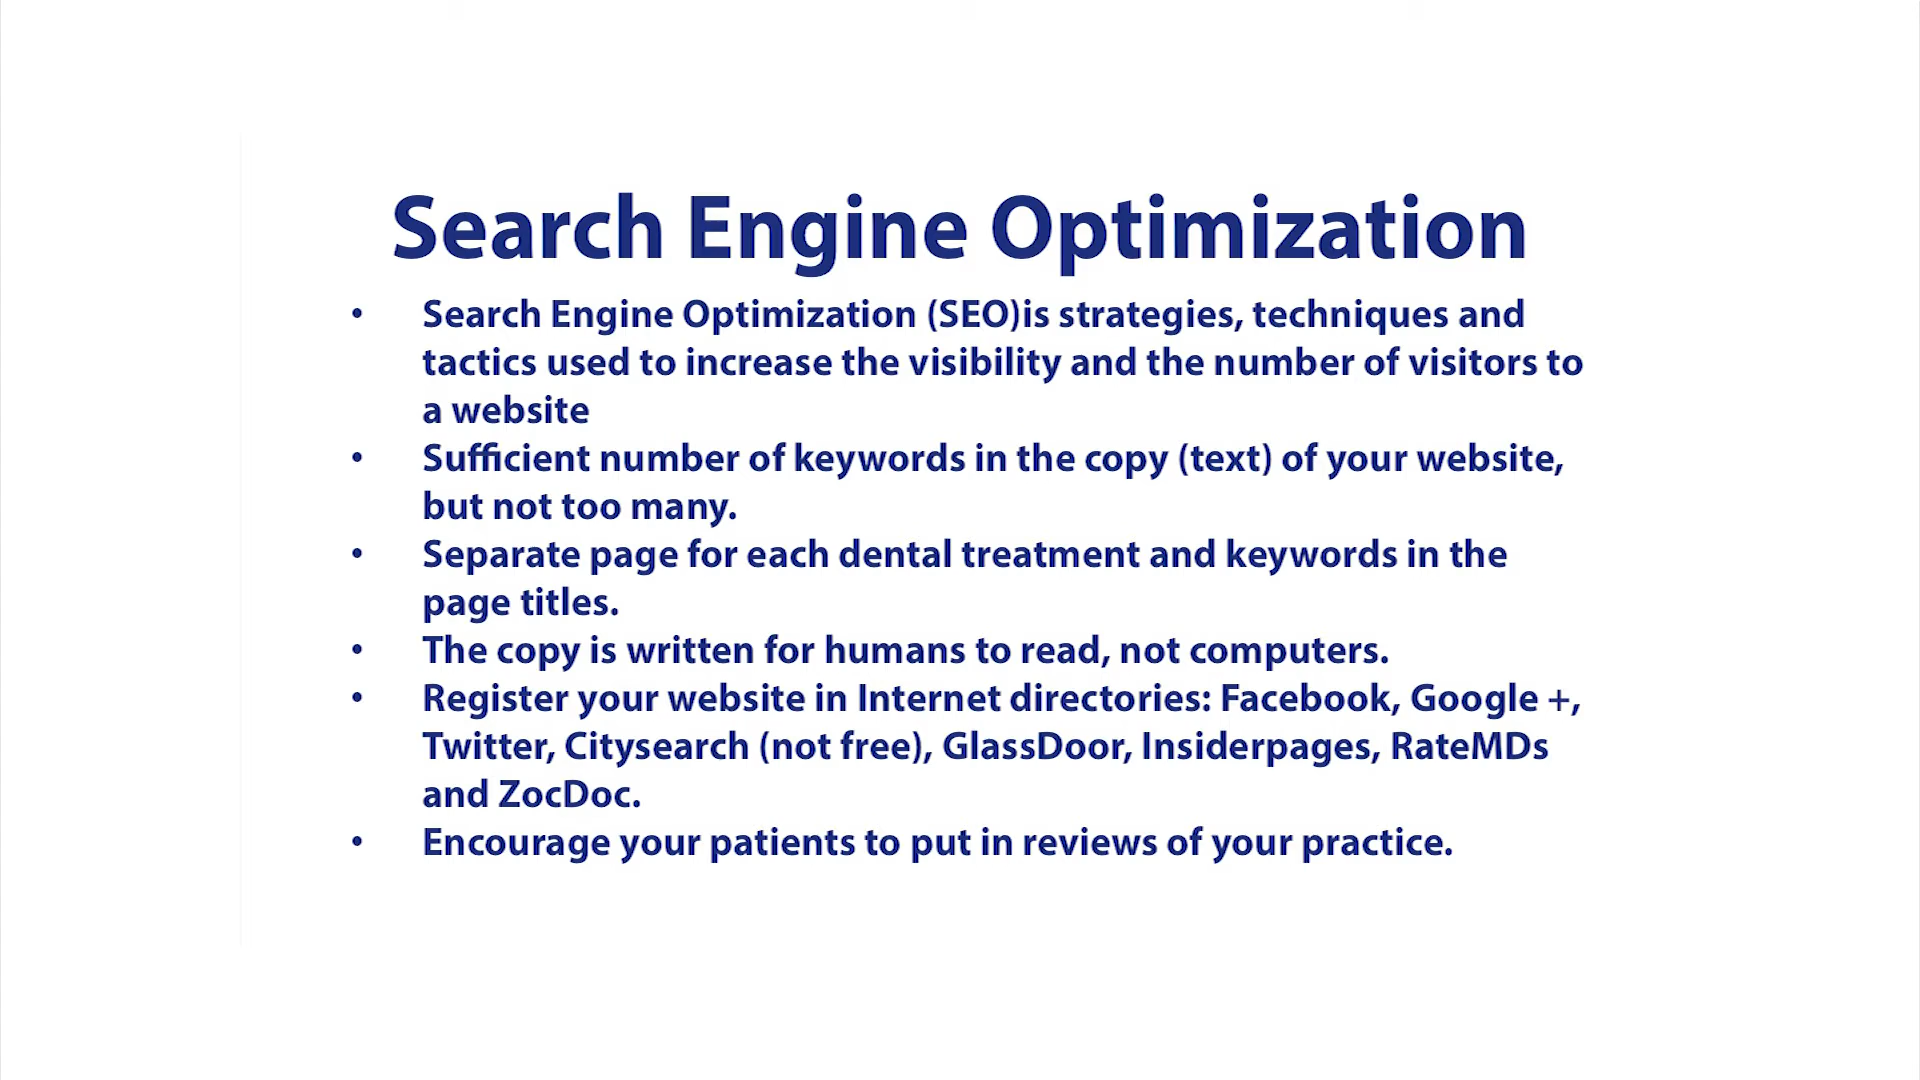 Search Engine Optimization
• Search Engine Optimization (SEO)is strategies, techniques and
tactics used to increase the visibility and the number of visitors to
a website
• Sufficient number of keywords in the copy (text) of your website,
but not too many.
• Separate page for each dental treatment and keywords in the
page titles.
• The copy is written for humans to read, not computers.
• Register your website in Internet directories: Facebook, Google +,
Twitter, Citysearch (not free), GlassDoor, Insiderpages, RateMDs
and ZocDoc.
• Encourage your patients to put in reviews of your practice.